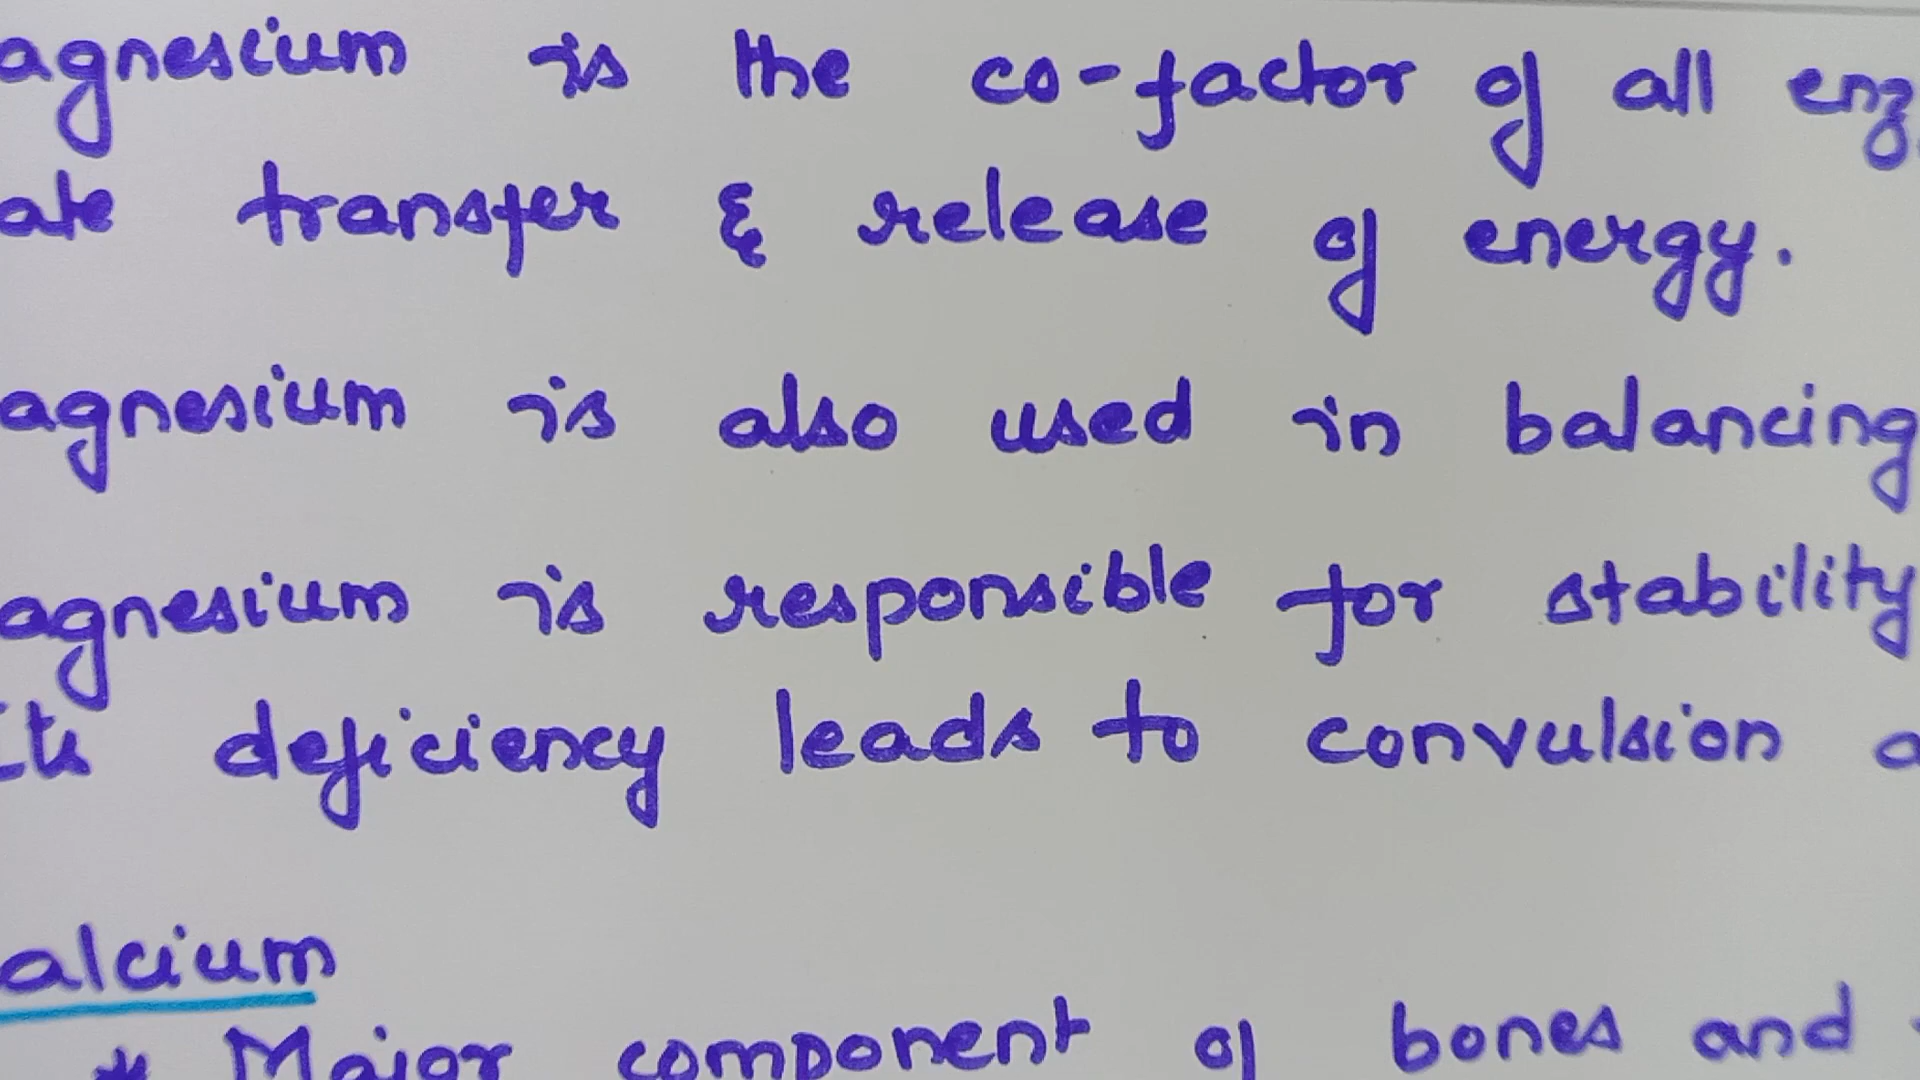 agnesium is the co-factor of all enz
ate transfer & release of energy.
agnesium is also used in balancing
agnesium is responsible for stability
Its deficiency leads to convulsion a
alcium
* Major component of bones and